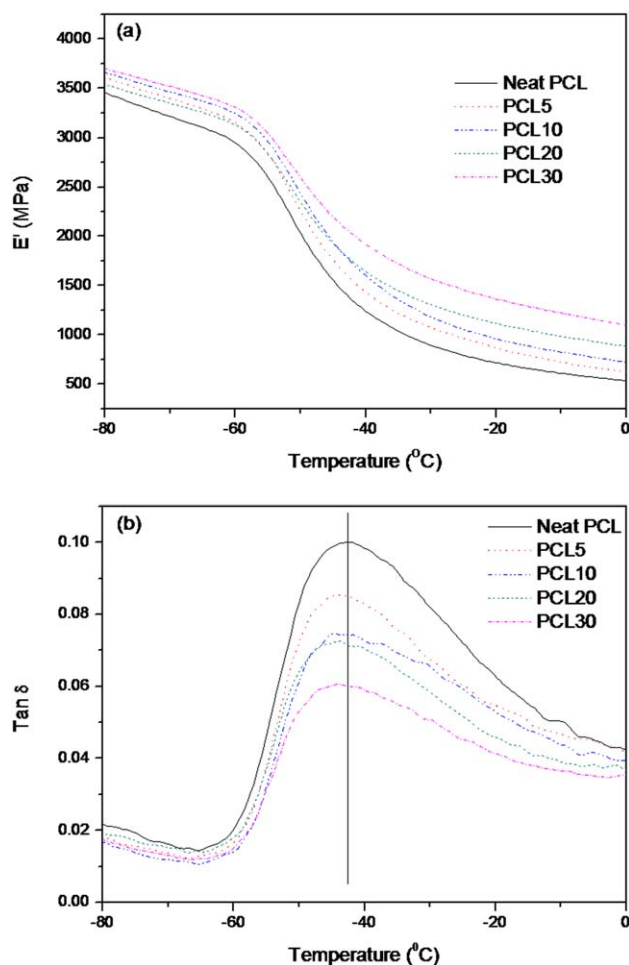 (a)
4000
3500
3000
2500
2000
1500
1000
500
E' (MPa)
Neat PCL
PCL5
PCL10
PCL20
PCL30
-80
-60
-40
-20
0
Temperature (⁰C)
(b)
0.10
0.08
0.06
0.04
0.02
0.00
Tan δ
Neat PCL
PCL5
PCL10
PCL20
PCL30
-80
-60
-40
-20
0
Temperature (⁰C)